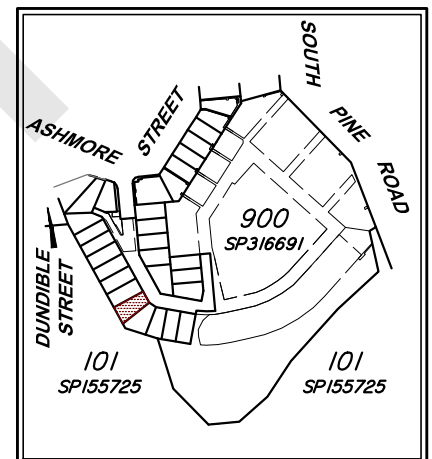 SOUTH
PINE
ROAD
ASHMORE
STREET
900
SP316691
DUNDIBLE
STREET
101
SP155725
101
SP155725